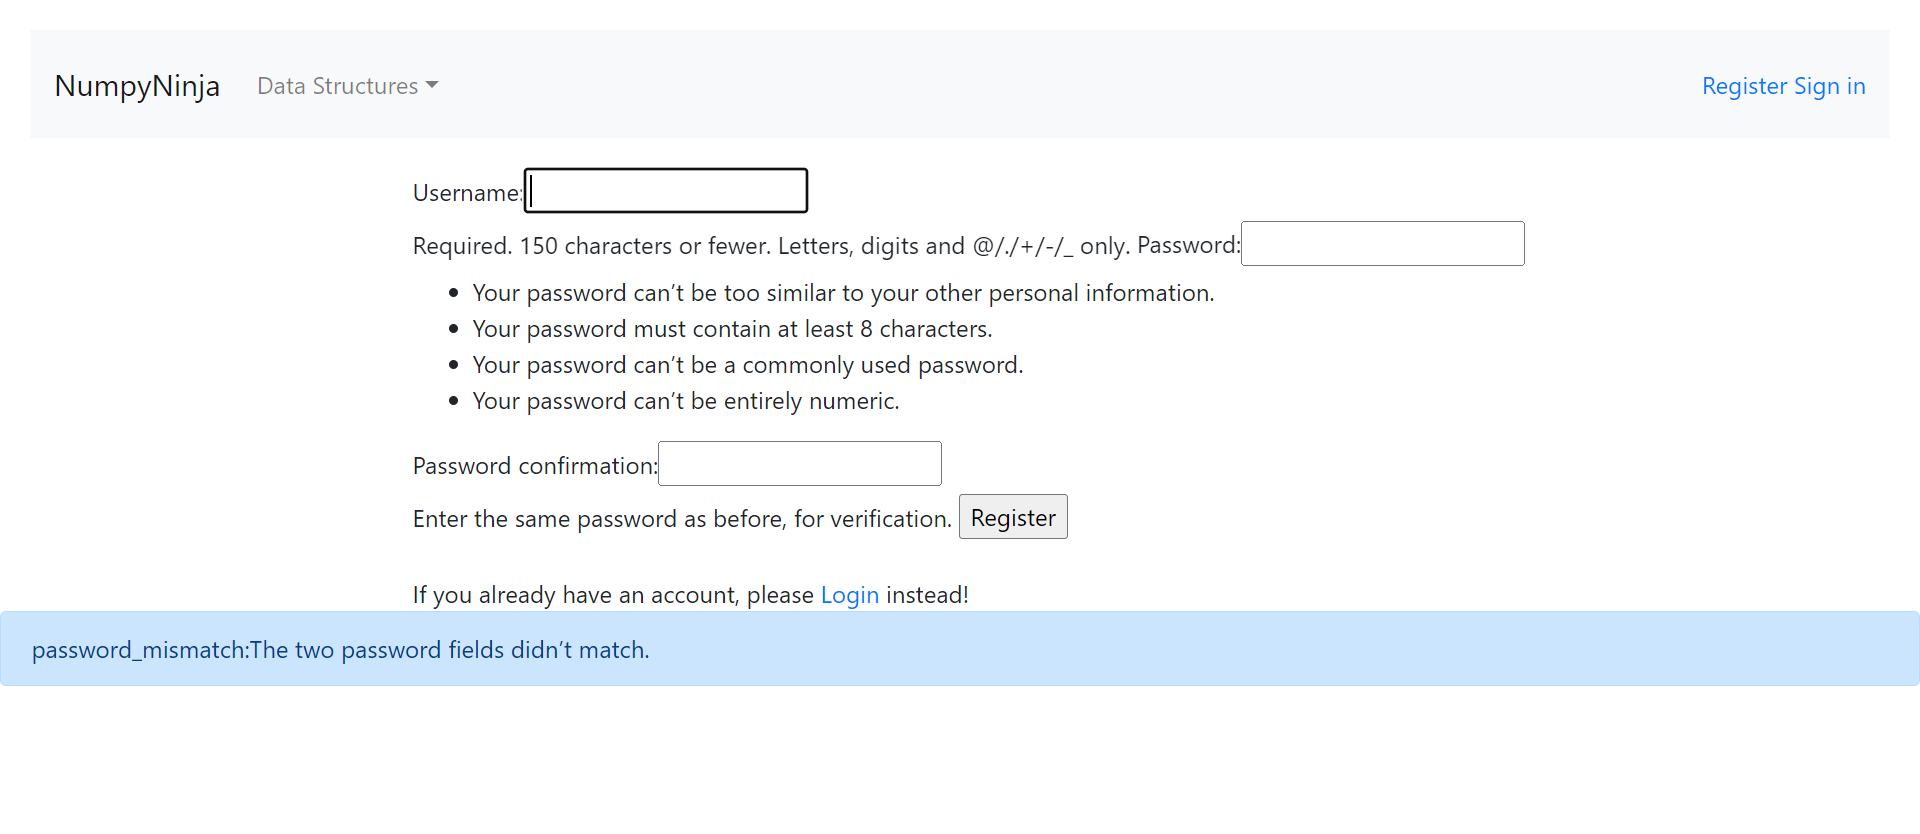 NumpyNinja Data Structures Register Sign in
Username:
Required. 150 characters or fewer. Letters, digits and @/./+/-/_ only. Password:
Your password can’t be too similar to your other personal information.
Your password must contain at least 8 characters.
Your password can’t be a commonly used password.
Your password can’t be entirely numeric.
Password confirmation:
Enter the same password as before, for verification. Register
If you already have an account, please Login instead!
password_mismatch:The two password fields didn’t match.